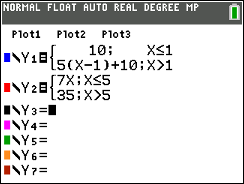 NORMAL FLOAT AUTO REAL DEGREE MP
Plot1 Plot2 Plot3
\Y1={ 10; X≤1
5(X-1)+10;X>1
\Y2={7X;X≤5
35;X>5
\Y3=
\Y4=
\Y5=
\Y6=
\Y7=